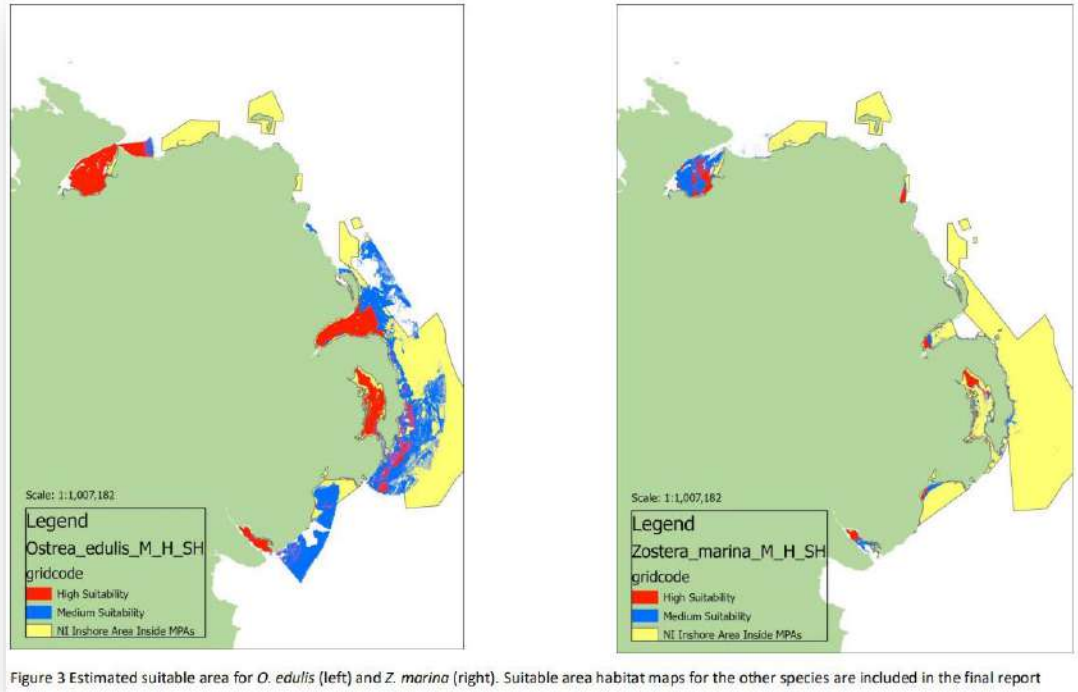 Scale: 1:1,007,182
Legend
Ostrea_edulis_M_H_SH
gridcode
High Suitability
Medium Suitability
NI Inshore Area Inside MPAs
Scale: 1:1,007,182
Legend
Zostera_marina_M_H_SH
gridcode
High Suitability
Medium Suitability
NI Inshore Area Inside MPAs
Figure 3 Estimated suitable area for O. edulis (left) and Z. marina (right). Suitable area habitat maps for the other species are included in the final report